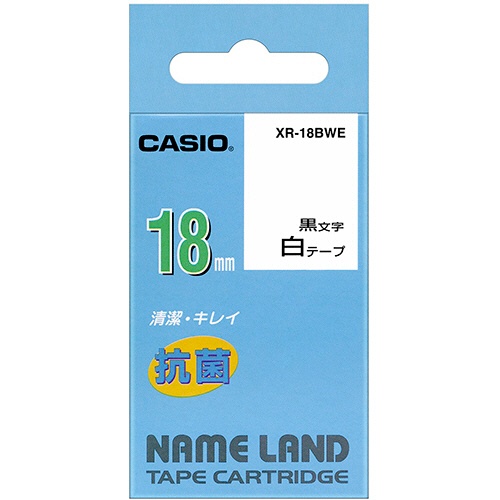 XR-18BWE
CASIO®
18mm
黒文字
白テープ
清潔・キレイ
抗菌
NAME LAND
TAPE CARTRIDGE